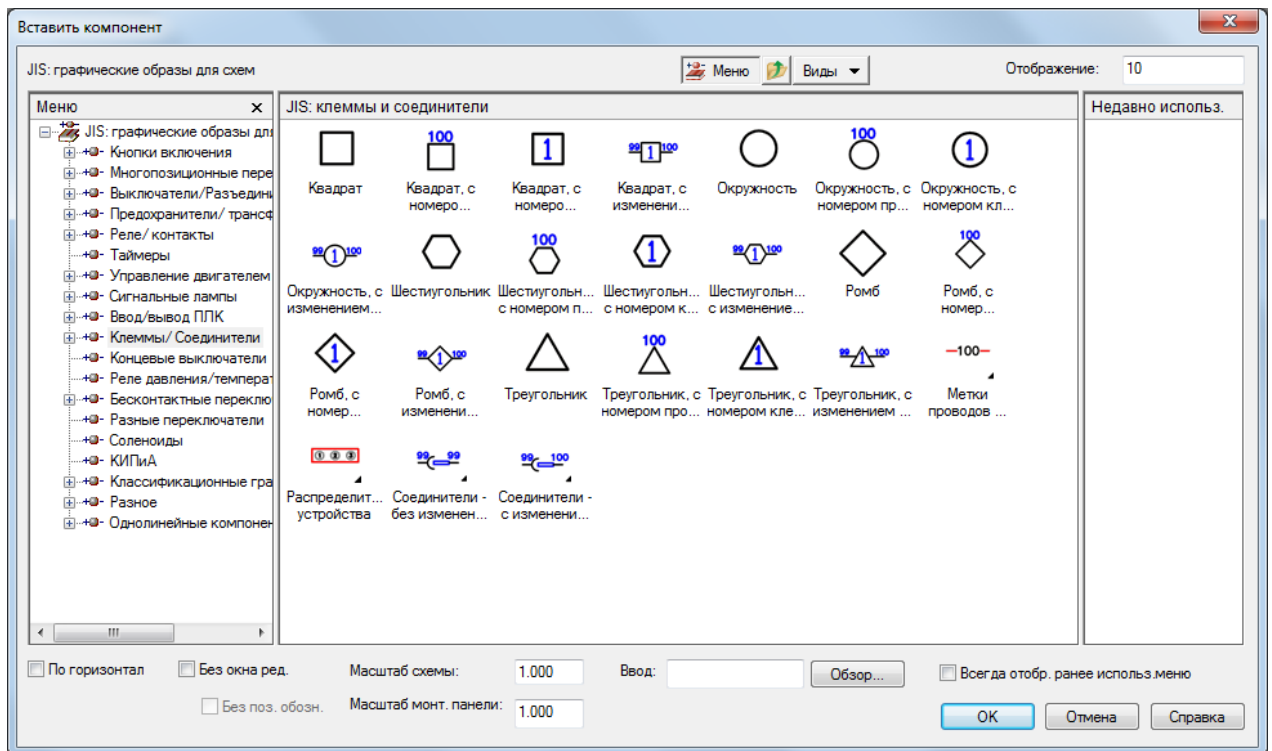 Вставить компонент
JIS: графические образы для схем
Меню
Виды
Отображение:
10
Меню
JIS: графические образы для
Кнопки включения
Многопозиционные пере
Выключатели/Разъедини
Предохранители/ трансф
Реле/ контакты
Таймеры
Управление двигателем
Сигнальные лампы
Ввод/вывод ПЛК
Клеммы/ Соединители
Концевые выключатели
Реле давления/температ
Бесконтактные переклю
Разные переключатели
Соленоиды
КИПиА
Классификационные гра
Разное
Однолинейные компонен
JIS: клеммы и соединители
100
1
99 1 100
100
1
Квадрат
Квадрат, с
номеро...
Квадрат, с
номеро...
Квадрат, с
изменени...
Окружность
Окружность, с
номером пр...
Окружность, с
номером кл...
99 1 100
100
1
99 1 100
100
Окружность, с
изменением...
Шестиугольник
Шестиугольн...
с номером п...
Шестиугольн...
с номером к...
Шестиугольн...
с изменение...
Ромб
Ромб, с
номер...
1
99 1 100
100
1
99 1 100
100
Ромб, с
номер...
Ромб, с
изменени...
Треугольник
Треугольник, с
номером про...
Треугольник, с
номером кле...
Треугольник, с
изменением ...
Метки
проводов ...
1 2 3
99 99
99 100
Распределит...
устройства
Соединители -
без изменен...
Соединители -
с изменени...
Недавно использ.
По горизонтал
Без окна ред.
Масштаб схемы:
1.000
Ввод:
Обзор...
Всегда отобр. ранее использ.меню
Без поз. обозн.
Масштаб монт. панели:
1.000
OK
Отмена
Справка